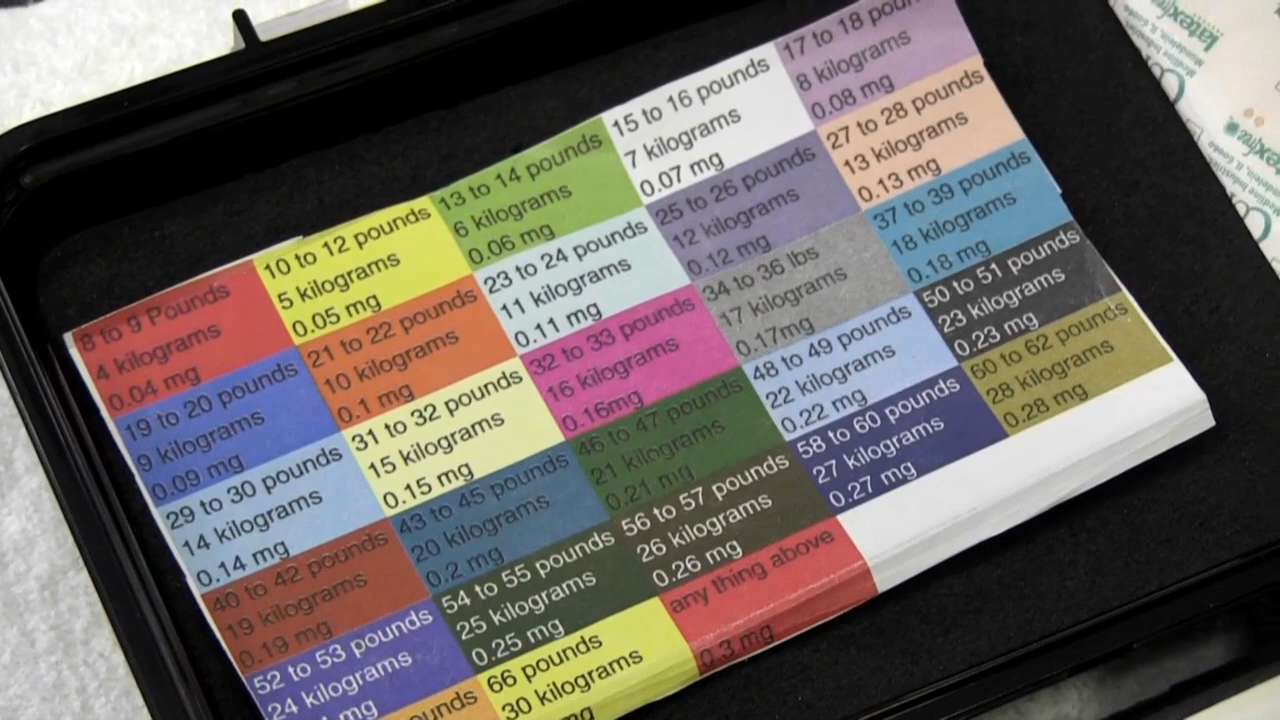 8 to 9 Pounds
4 kilograms
0.04 mg
10 to 12 pounds
5 kilograms
0.05 mg
13 to 14 pounds
6 kilograms
0.06 mg
15 to 16 pounds
7 kilograms
0.07 mg
17 to 18
8 kilograms
0.08 mg
19 to 20 pounds
9 kilograms
0.09 mg
21 to 22 pounds
10 kilograms
0.1 mg
23 to 24 pounds
11 kilograms
0.11 mg
25 to 26 pounds
12 kilograms
0.12 mg
27 to 28 pounds
13 kilograms
0.13 mg
29 to 30 pounds
14 kilograms
0.14 mg
31 to 32 pounds
15 kilograms
0.15 mg
32 to 33 pounds
16 kilograms
0.16mg
34 to 36 lbs
17 kilograms
0.17mg
37 to 39 pounds
18 kilograms
0.18 mg
40 to 42 pounds
19 kilograms
0.19 mg
43 to 45 pounds
20 kilograms
0.2 mg
46 to 47 pounds
21 kilograms
0.21 mg
48 to 49 pounds
22 kilograms
0.22 mg
50 to 51 pounds
23 kilograms
0.23 mg
52 to 53 pounds
24 kilograms
mg
54 to 55 pounds
25 kilograms
0.25 mg
56 to 57 pounds
26 kilograms
0.26 mg
58 to 60 pounds
27 kilograms
0.27 mg
60 to 62 pounds
28 kilograms
0.28 mg
66 pounds
30 kilograms
any thing above
0.3 mg
latex